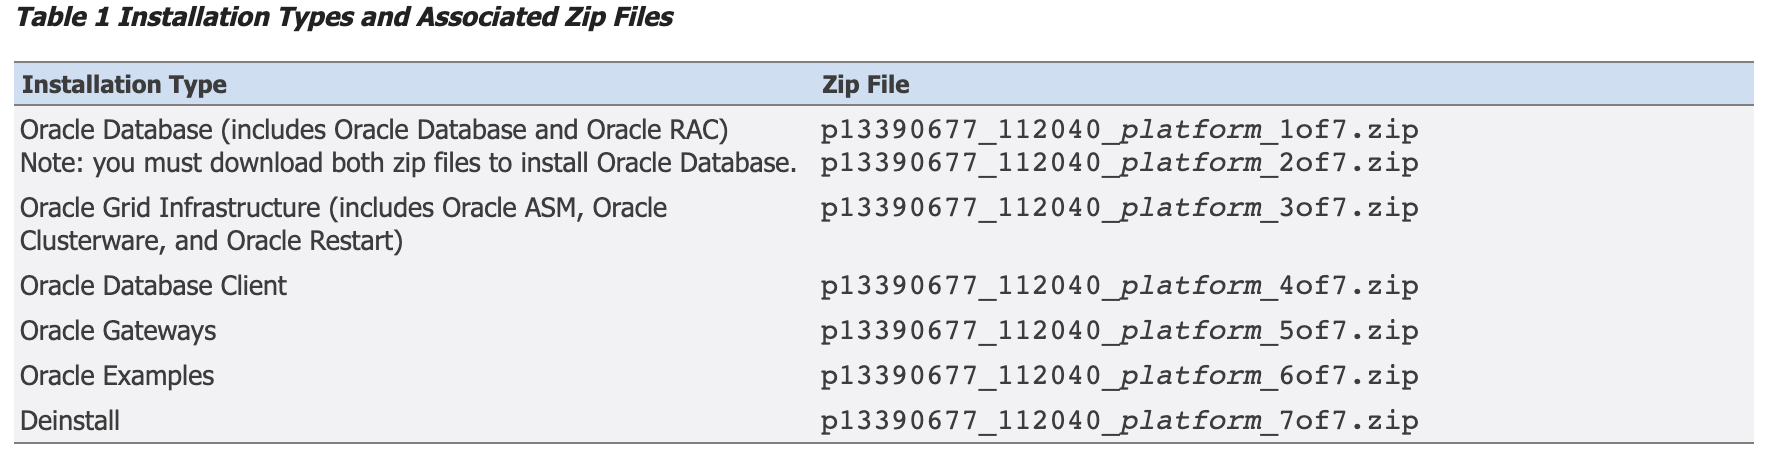 Table 1 Installation Types and Associated Zip Files
Installation Type Zip File
Oracle Database (includes Oracle Database and Oracle RAC) p13390677_112040_platform_1of7.zip
Note: you must download both zip files to install Oracle Database. p13390677_112040_platform_2of7.zip
Oracle Grid Infrastructure (includes Oracle ASM, Oracle p13390677_112040_platform_3of7.zip
Clusterware, and Oracle Restart)
Oracle Database Client p13390677_112040_platform_4of7.zip
Oracle Gateways p13390677_112040_platform_5of7.zip
Oracle Examples p13390677_112040_platform_6of7.zip
Deinstall p13390677_112040_platform_7of7.zip